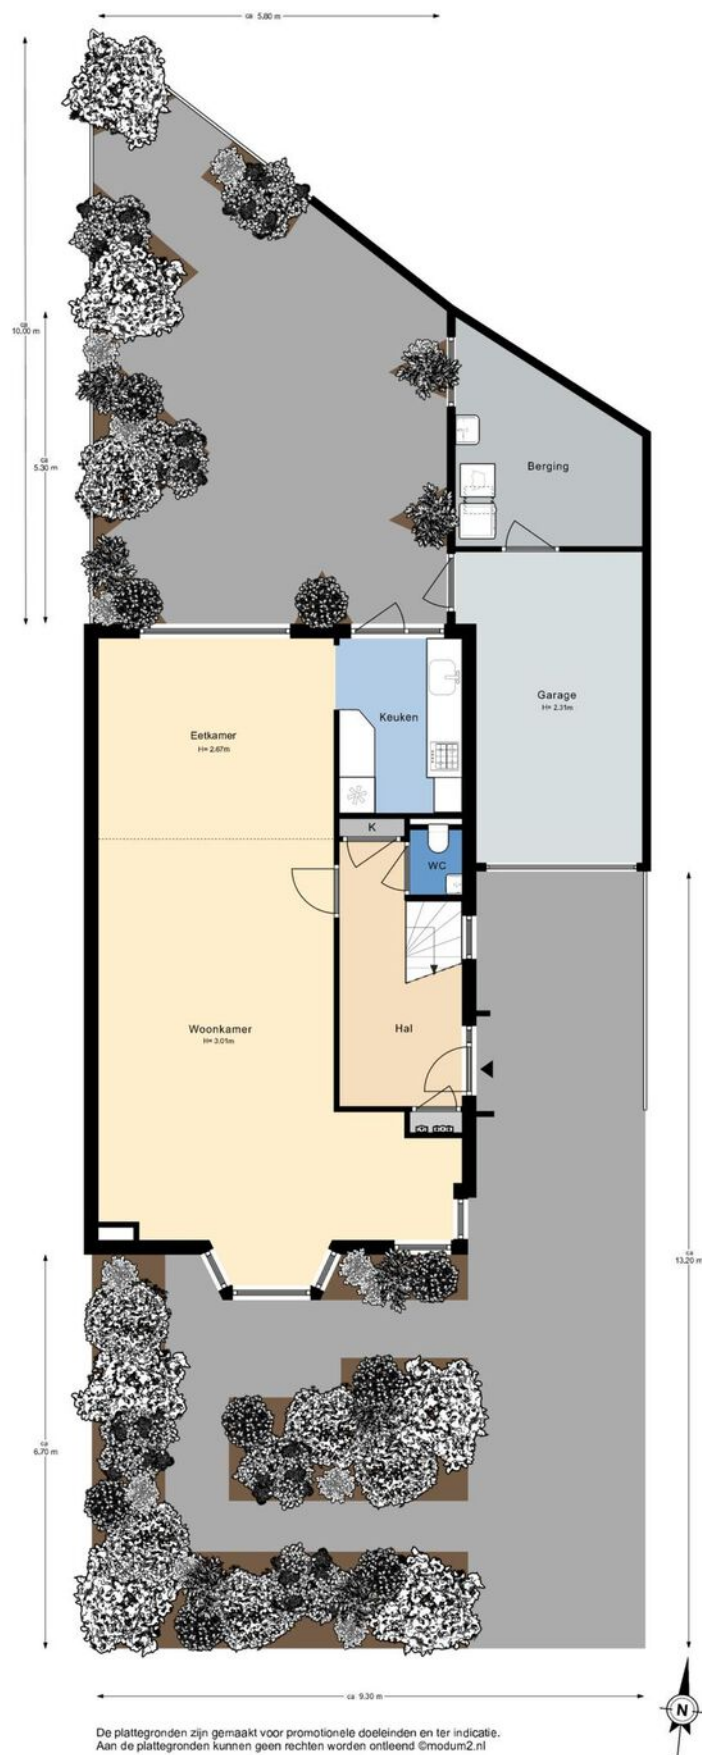 ca 5.80 m
ca
10.00 m
ca
5.30 m
Berging
Garage
H= 2.31m
Keuken
Eetkamer
H= 2.67m
K
WC
Woonkamer
H= 3.01m
Hal
ca
13.20 m
ca
6.70 m
ca 9.30 m
N
De plattegronden zijn gemaakt voor promotionele doeleinden en ter indicatie.
Aan de plattegronden kunnen geen rechten worden ontleend ©modum2.nl